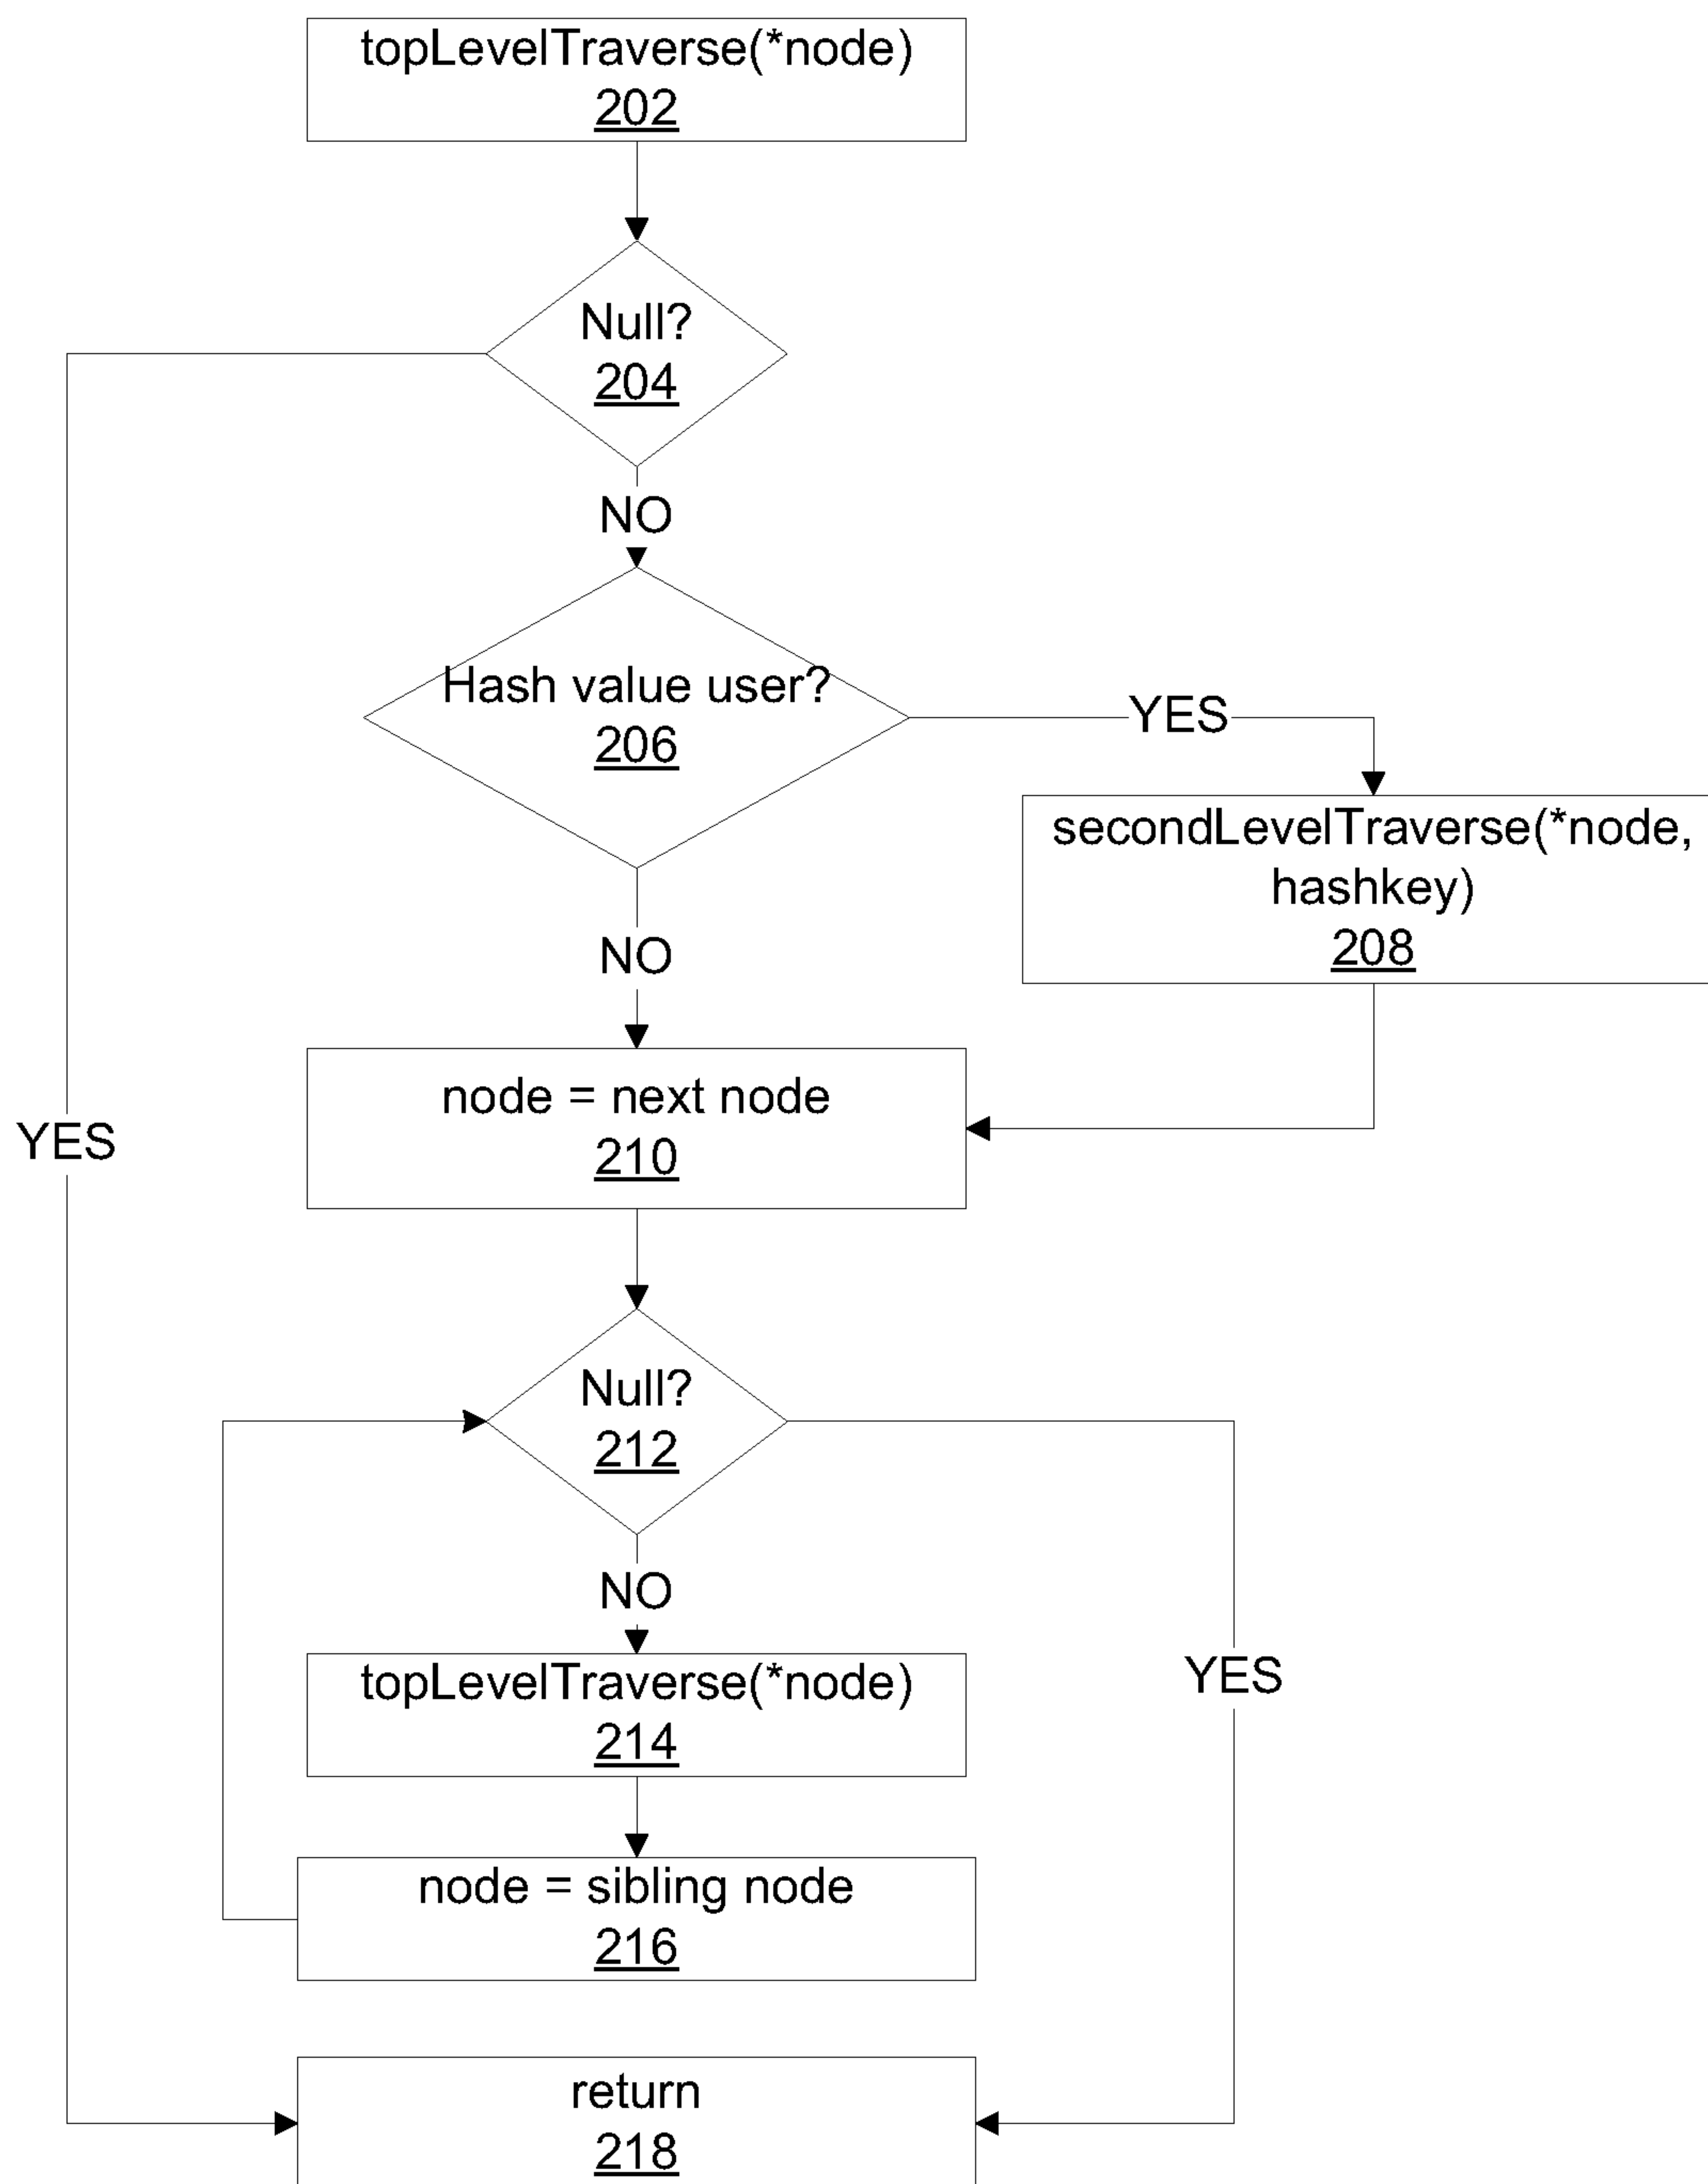 topLevelTraverse(*node)
202
Null?
204
NO
Hash value user?
206
YES
secondLevelTraverse(*node,
hashkey)
208
NO
node = next node
210
YES
Null?
212
NO
topLevelTraverse(*node)
214
YES
node = sibling node
216
return
218